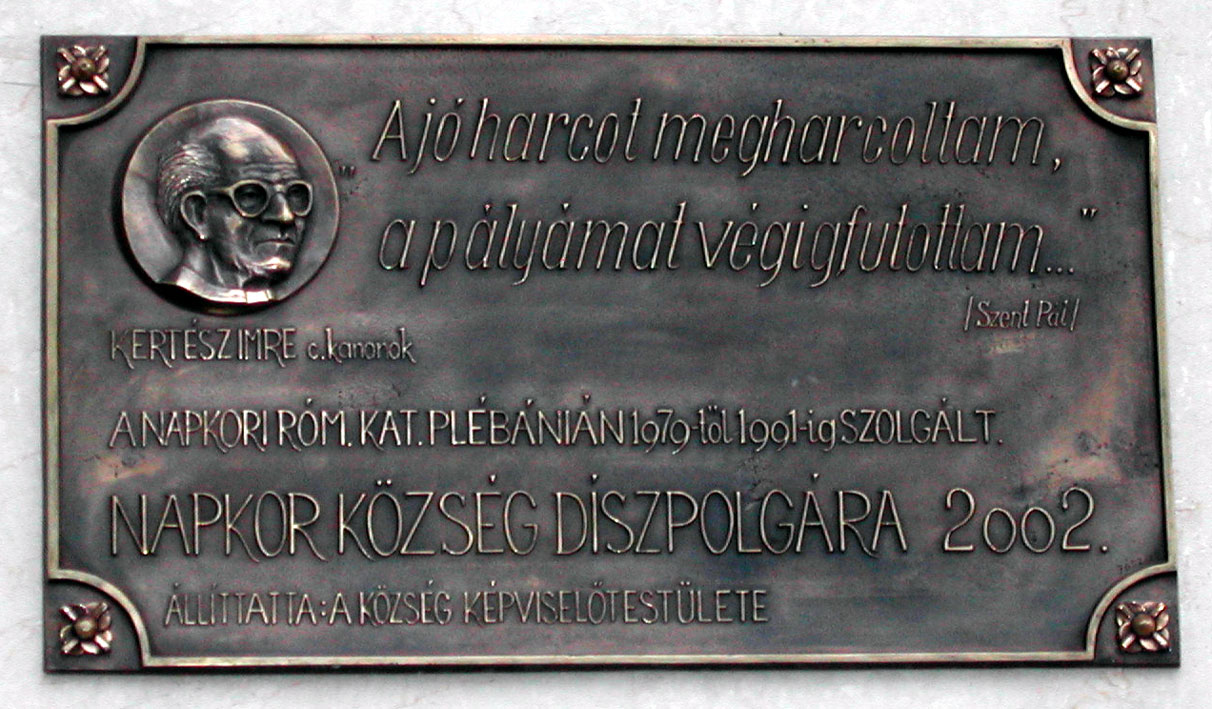 „A jó harcot megharcoltam,
a pályámat végigfutottam..."
/Szent Pál/
KERTÉSZ IMRE c. kanonok
A NAPKORI RÓM. KAT. PLÉBÁNIÁN 1979-től 1991-ig SZOLGÁLT.
NAPKOR KÖZSÉG DÍSZPOLGÁRA 2002.
ÁLLÍTTATTA: A KÖZSÉG KÉPVISELŐTESTÜLETE